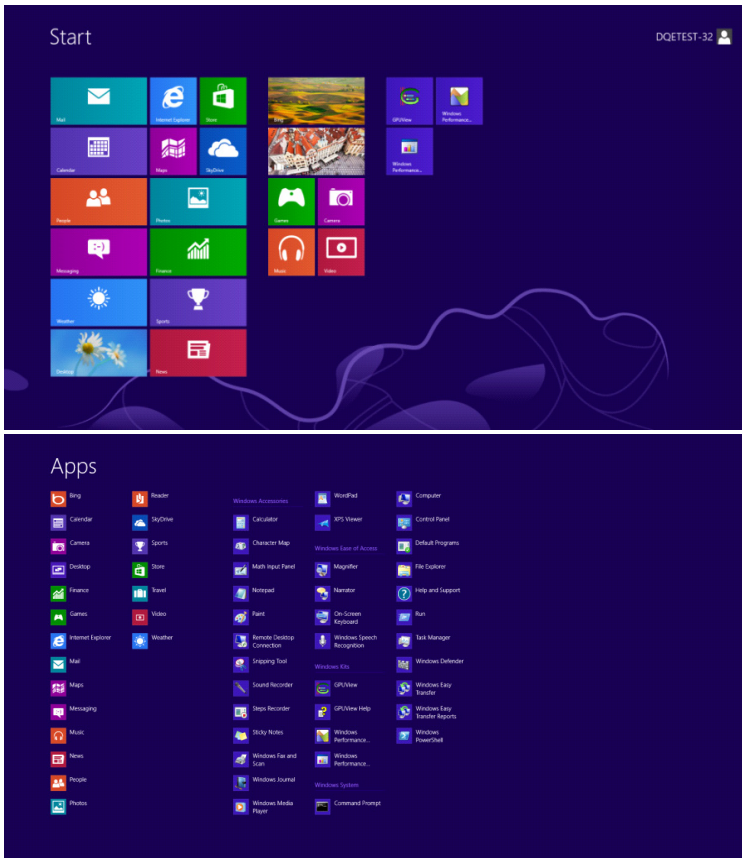 Start
DQETEST-32
Mail
Internet Explorer
Store
Bing
GPUView
Windows
Performance...
Calendar
Maps
SkyDrive
Windows
Performance...
People
Photos
Games
Camera
Messaging
Finance
Music
Video
Weather
Sports
Desktop
News
Apps
Bing
Calendar
Camera
Desktop
Finance
Games
Internet Explorer
Mail
Maps
Messaging
Music
News
People
Photos
Reader
SkyDrive
Sports
Store
Travel
Video
Weather
Windows Accessories
Calculator
Character Map
Math Input Panel
Notepad
Paint
Remote Desktop
Connection
Snipping Tool
Sound Recorder
Steps Recorder
Sticky Notes
Windows Fax and
Scan
Windows Journal
Windows Media
Player
WordPad
XPS Viewer
Windows Ease of Access
Magnifier
Narrator
On-Screen
Keyboard
Windows Speech
Recognition
Windows Kits
GPUView
GPUView Help
Windows
Performance...
Windows
Performance...
Windows System
Command Prompt
Computer
Control Panel
Default Programs
File Explorer
Help and Support
Run
Task Manager
Windows Defender
Windows Easy
Transfer
Windows Easy
Transfer Reports
Windows
PowerShell